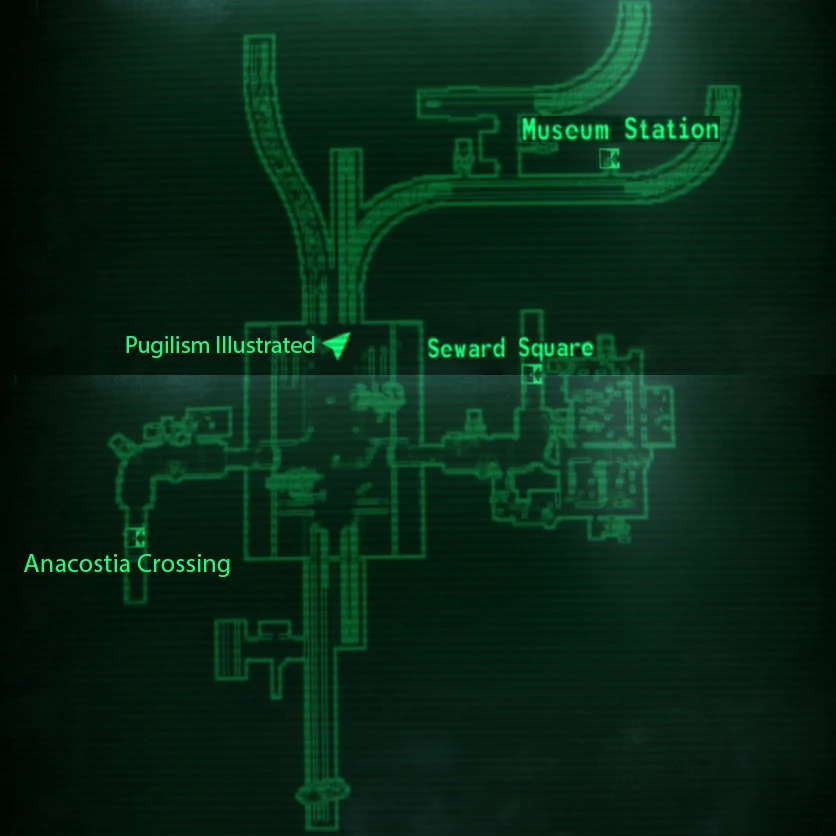 Museum Station
Pugilism Illustrated
Seward Square
Anacostia Crossing